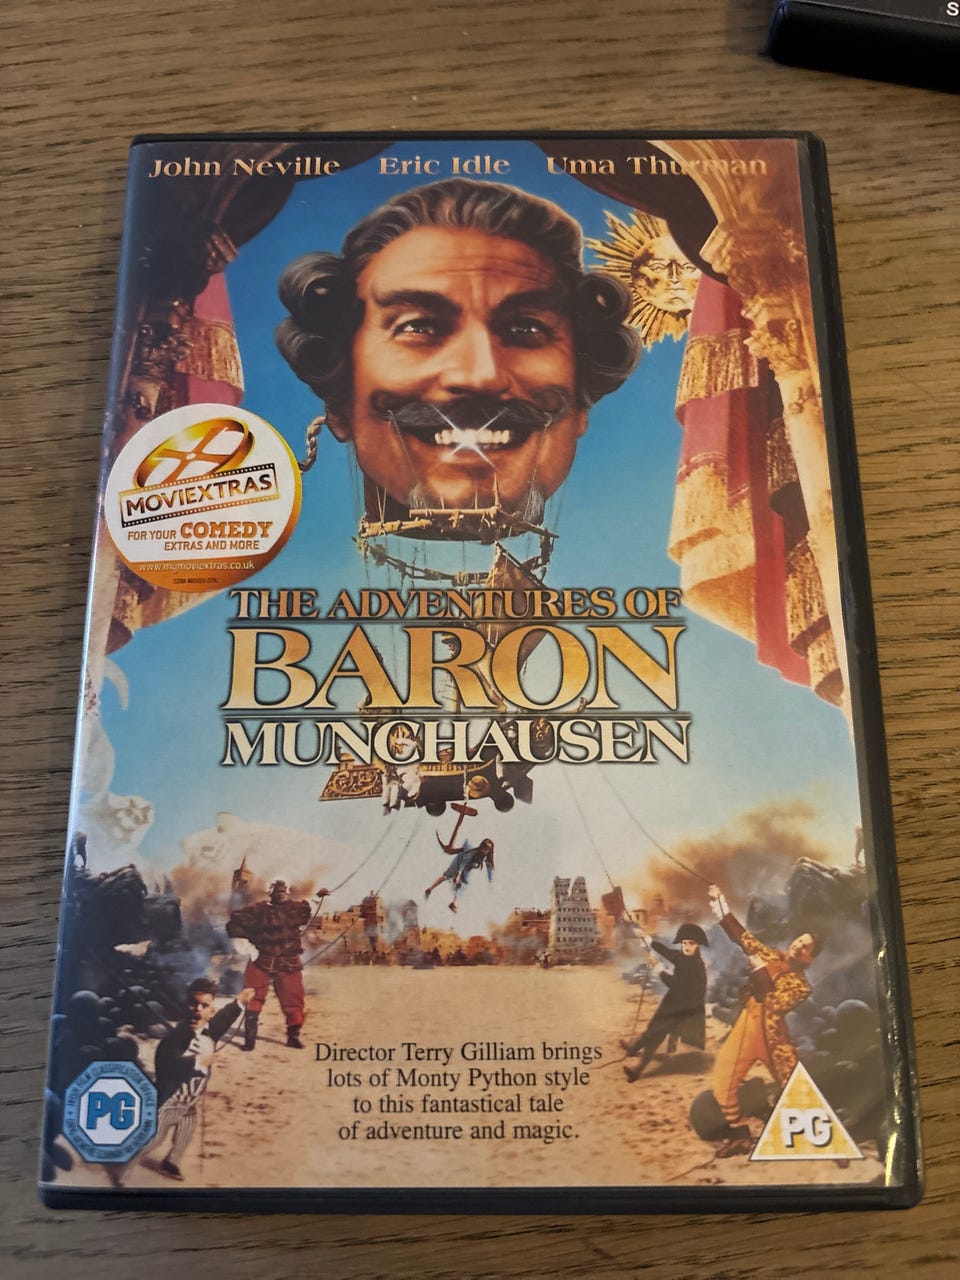 S
John Neville Eric Idle Uma Thurman
MOVIEXTRAS
FOR YOUR COMEDY
EXTRAS AND MORE
www.mymoviextras.co.uk
THE ADVENTURES OF
BARON
MUNCHAUSEN
Director Terry Gilliam brings
lots of Monty Python style
to this fantastical tale
of adventure and magic.
PG
PG